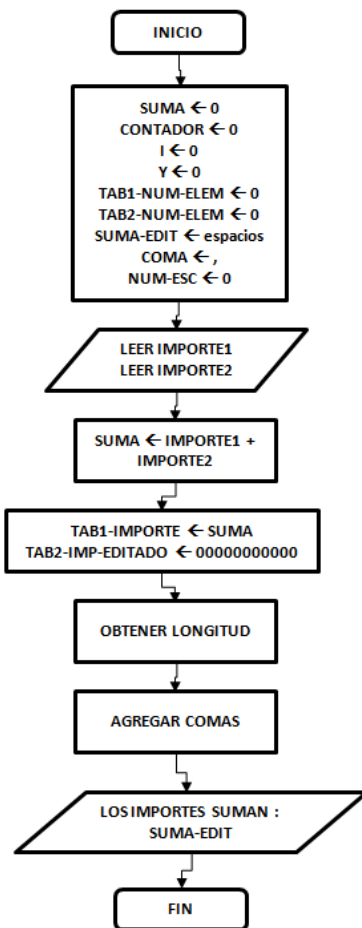 INICIO
SUMA ← 0
CONTADOR ← 0
I ← 0
Y ← 0
TAB1-NUM-ELEM ← 0
TAB2-NUM-ELEM ← 0
SUMA-EDIT ← espacios
COMA ← ,
NUM-ESC ← 0
LEER IMPORTE1
LEER IMPORTE2
SUMA ← IMPORTE1 +
IMPORTE2
TAB1-IMPORTE ← SUMA
TAB2-IMP-EDITADO ← 00000000000
OBTENER LONGITUD
AGREGAR COMAS
LOS IMPORTES SUMAN :
SUMA-EDIT
FIN